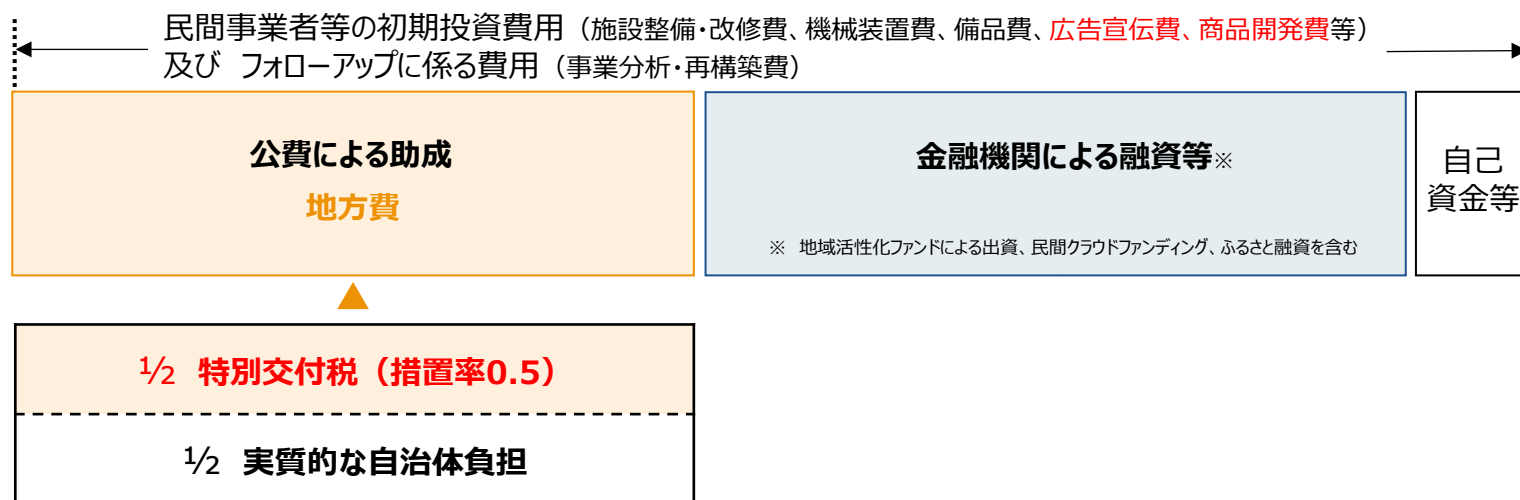 民間事業者等の初期投資費用（施設整備・改修費、機械装置費、備品費、広告宣伝費、商品開発費等）
及び フォローアップに係る費用（事業分析・再構築費）
公費による助成
地方費
金融機関による融資等※
※ 地域活性化ファンドによる出資、民間クラウドファンディング、ふるさと融資を含む
自己
資金等
½ 特別交付税（措置率0.5）
½ 実質的な自治体負担